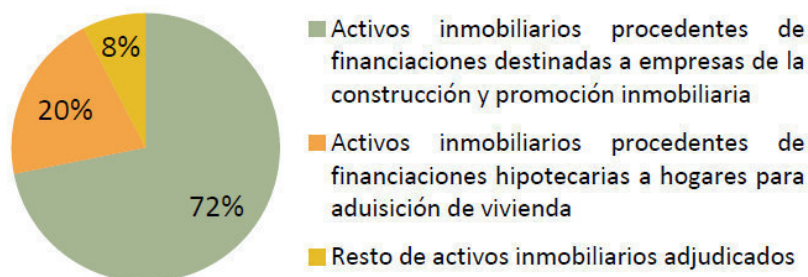 8%
20%
72%
Activos inmobiliarios procedentes de
financiaciones destinadas a empresas de la
construcción y promoción inmobiliaria
Activos inmobiliarios procedentes de
financiaciones hipotecarias a hogares para
aduisición de vivienda
Resto de activos inmobiliarios adjudicados